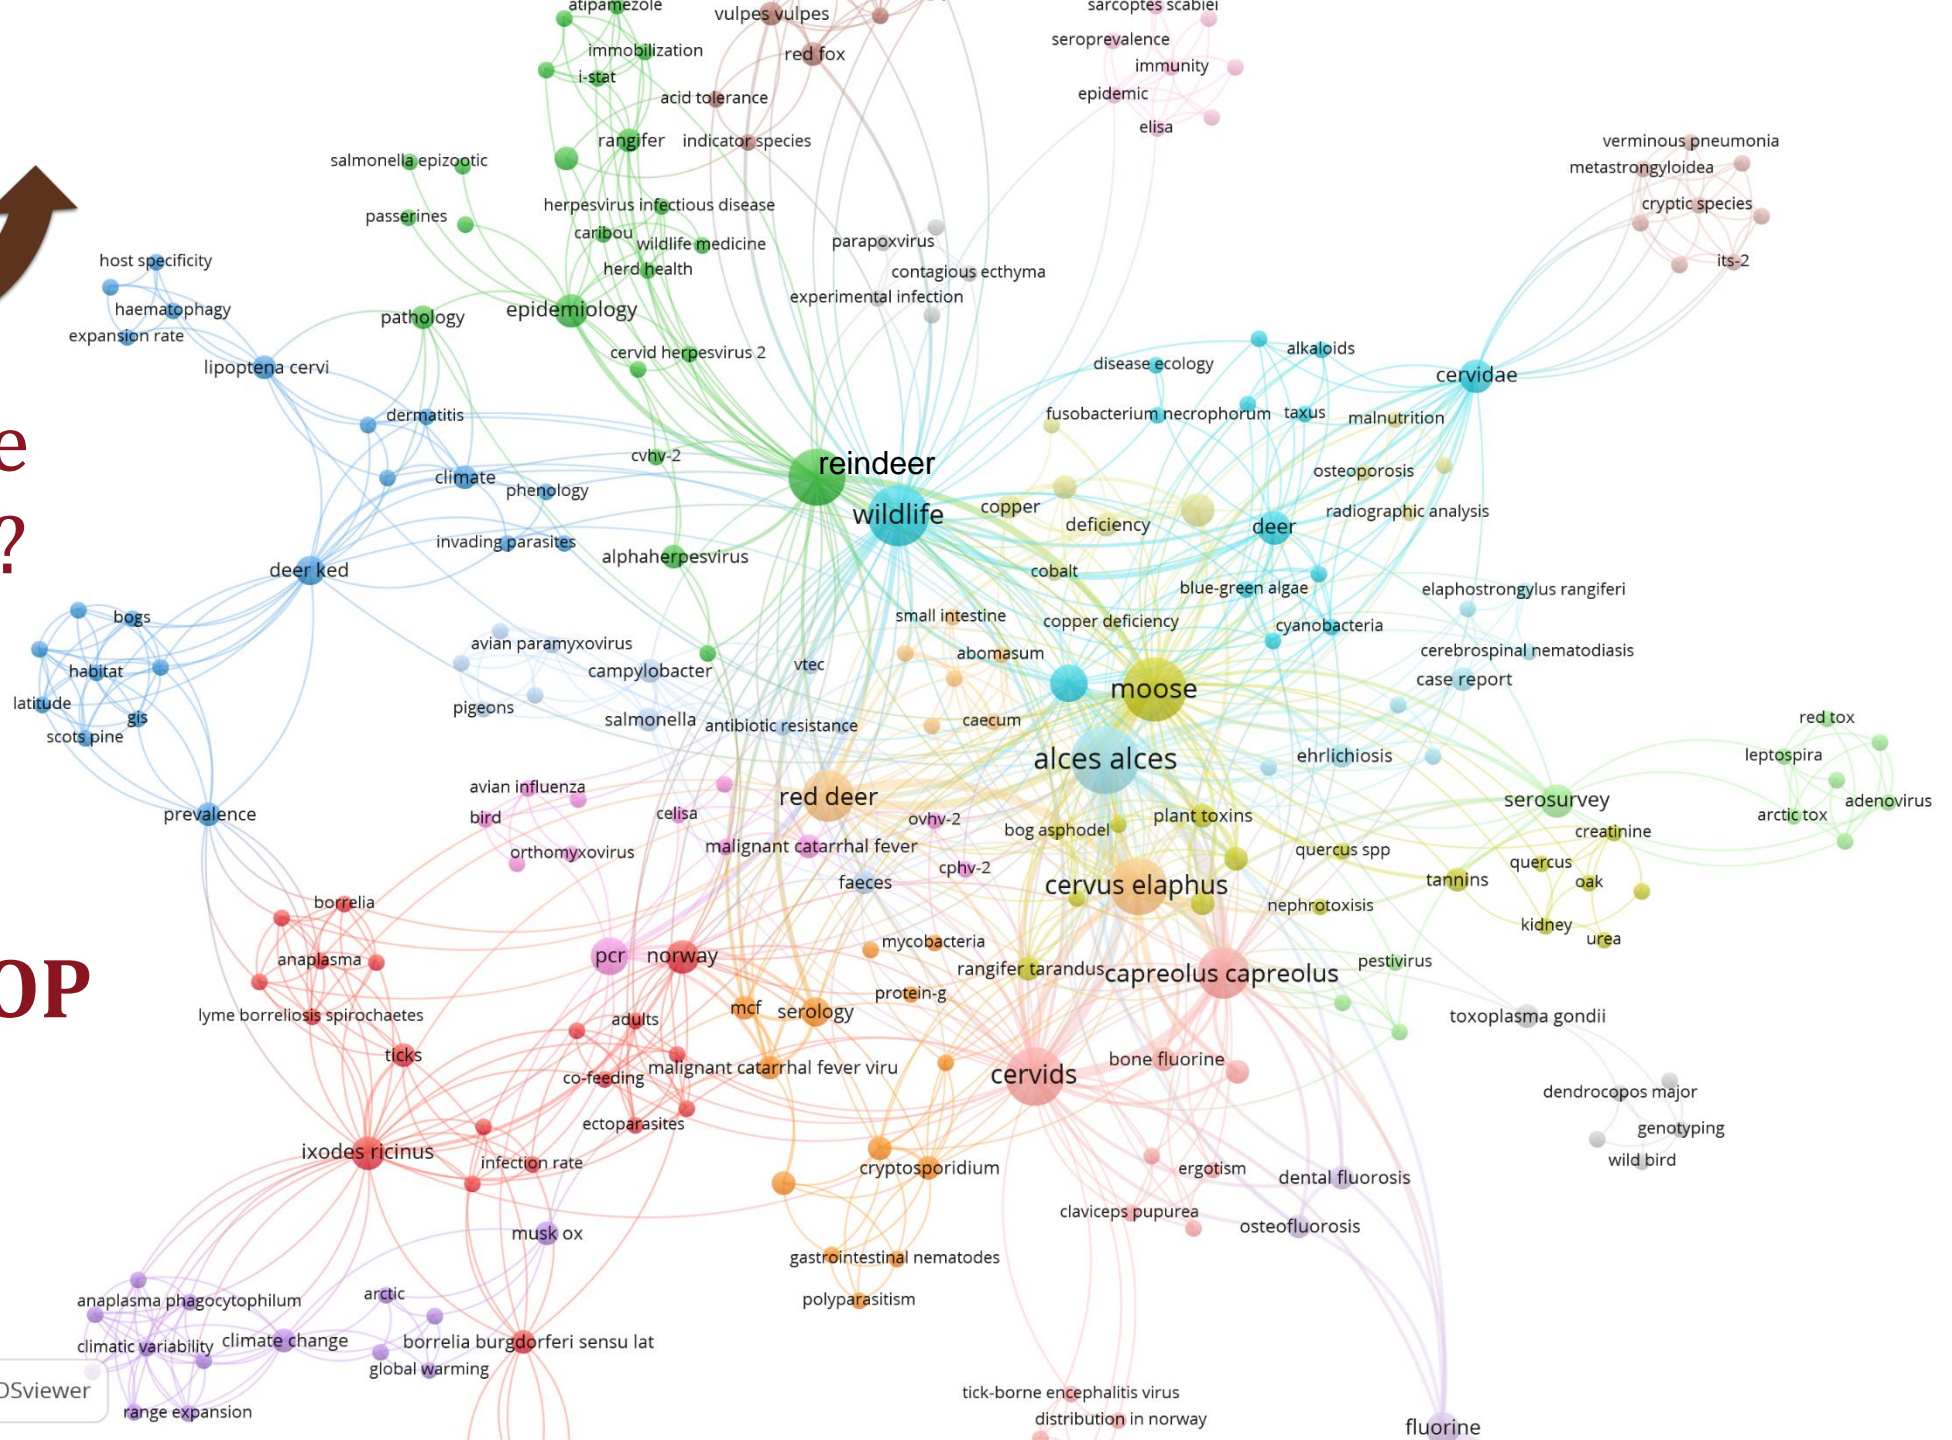 atipamezole
vulpes vulpes
sarcoptes scabiei
seroprevalence
immobilization
red fox
immunity
i-stat
epidemic
acid tolerance
elisa
rangifer
indicator species
verminous pneumonia
salmonella epizootic
metastrongyloidea
cryptic species
herpesvirus infectious disease
passerines
caribou
wildlife medicine
parapoxvirus
host specificity
its-2
herd health
contagious ecthyma
experimental infection
haematophagy
epidemiology
pathology
expansion rate
alkaloids
cervid herpesvirus 2
disease ecology
lipoptena cervi
cervidae
dermatitis
fusobacterium necrophorum
taxus
malnutrition
e
cvhv-2
reindeer
osteoporosis
climate
phenology
copper
radiographic analysis
wildlife
deficiency
deer
?
invading parasites
alphaherpesvirus
deer ked
cobalt
blue-green algae
elaphostrongylus rangiferi
bogs
small intestine
copper deficiency
cyanobacteria
avian paramyxovirus
abomasum
cerebrospinal nematodiasis
vtec
habitat
campylobacter
case report
moose
latitude
pigeons
gis
salmonella
antibiotic resistance
caecum
red tox
scots pine
leptospira
alces alces
ehrlichiosis
avian influenza
red deer
serosurvey
adenovirus
prevalence
bird
celisa
ovhv-2
plant toxins
arctic tox
bog asphodel
creatinine
orthomyxovirus
malignant catarrhal fever
quercus spp
quercus
cphv-2
faeces
cervus elaphus
tannins
oak
borrelia
nephrotoxisis
kidney
urea
mycobacteria
anaplasma
pcr
norway
rangifer tarandus
capreolus capreolus
pestivirus
OP
protein-g
lyme borreliosis spirochaetes
mcf
serology
adults
toxoplasma gondii
ticks
malignant catarrhal fever viru
bone fluorine
co-feeding
cervids
dendrocopos major
ectoparasites
genotyping
ixodes ricinus
infection rate
cryptosporidium
ergotism
wild bird
dental fluorosis
claviceps pupurea
musk ox
osteofluorosis
gastrointestinal nematodes
arctic
anaplasma phagocytophilum
polyparasitism
climatic variability
climate change
borrelia burgdorferi sensu lat
global warming
OSviewer
tick-borne encephalitis virus
range expansion
distribution in norway
fluorine